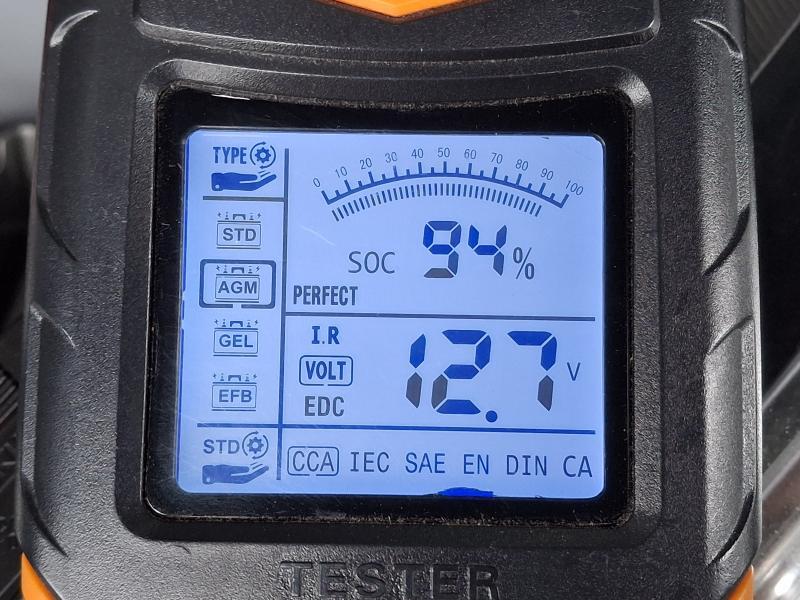 TYPE
STD
AGM
GEL
EFB
STD
0 10 20 30 40 50 60 70 80 90 100
SOC 94%
PERFECT
I.R
VOLT
EDC
12.7 V
CCA IEC SAE EN DIN CA
TESTER